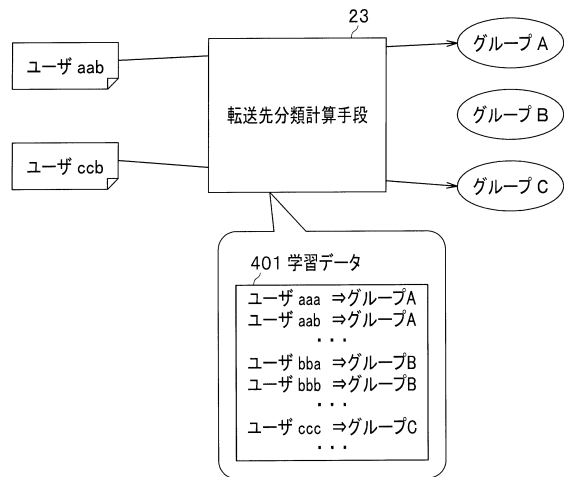 23
ユーザ aab
グループ A
転送先分類計算手段
グループ B
ユーザ ccb
グループ C
401 学習データ
ユーザ aaa ⇒グループA
ユーザ aab ⇒グループA
・・・
ユーザ bba ⇒グループB
ユーザ bbb ⇒グループB
・・・
ユーザ ccc ⇒グループC
・・・